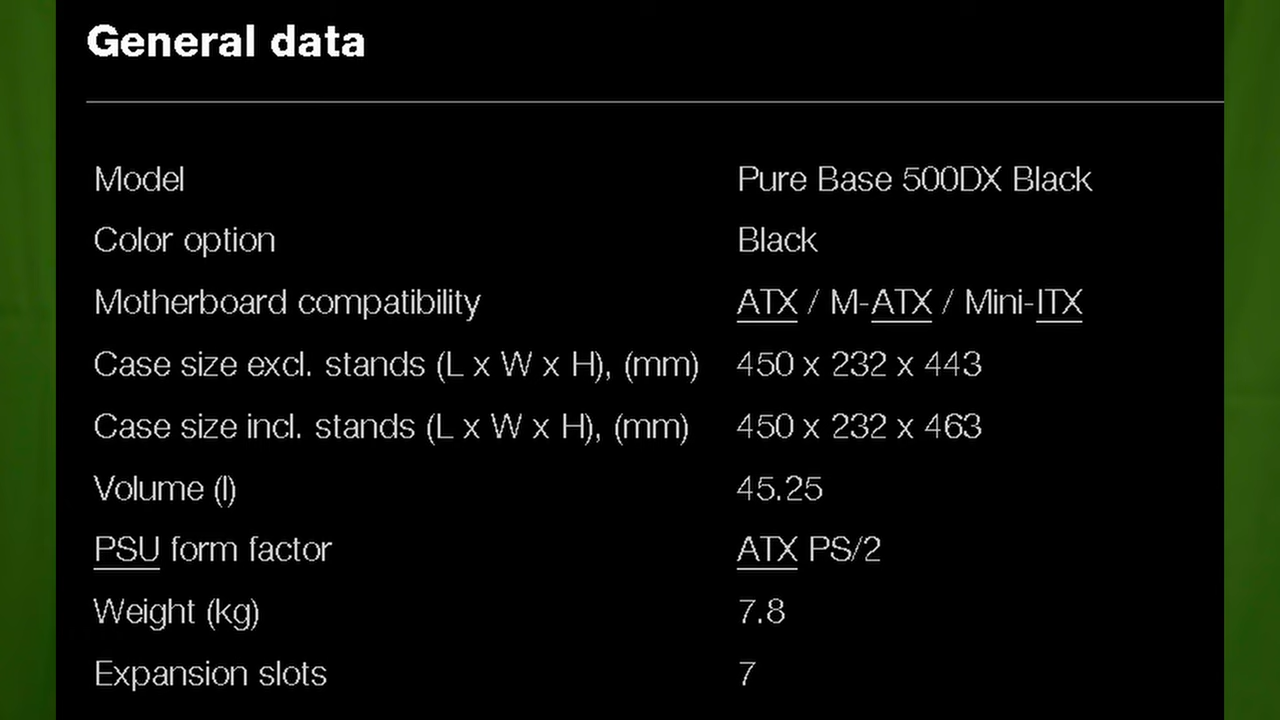 General data
Model Pure Base 500DX Black
Color option Black
Motherboard compatibility ATX / M-ATX / Mini-ITX
Case size excl. stands (L x W x H), (mm) 450 x 232 x 443
Case size incl. stands (L x W x H), (mm) 450 x 232 x 463
Volume (l) 45.25
PSU form factor ATX PS/2
Weight (kg) 7.8
Expansion slots 7